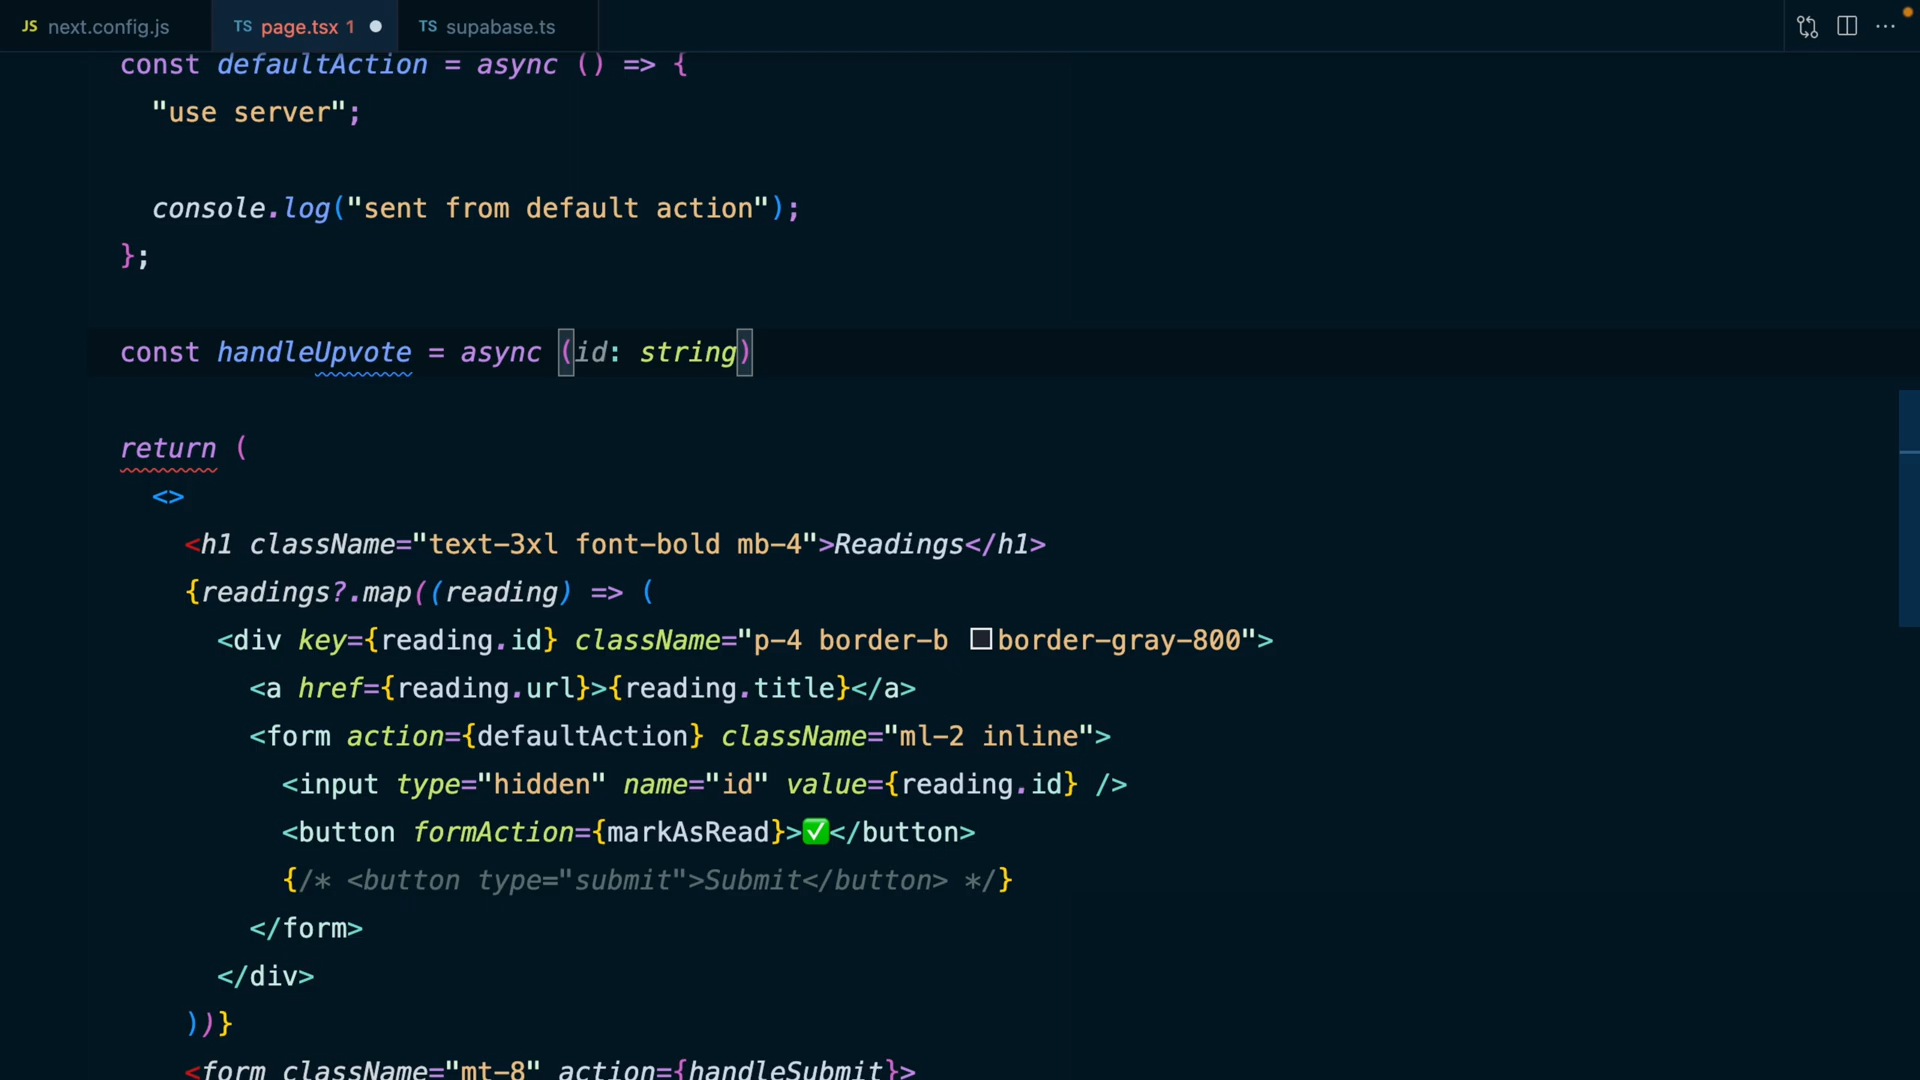 JS next.config.js TS page.tsx 1 TS supabase.ts
const defaultAction = async () => {
"use server";
console.log("sent from default action");
};
const handleUpvote = async (id: string)
return (
<>
<h1 className="text-3xl font-bold mb-4">Readings</h1>
{readings?.map((reading) => (
<div key={reading.id} className="p-4 border-b border-gray-800">
<a href={reading.url}>{reading.title}</a>
<form action={defaultAction} className="ml-2 inline">
<input type="hidden" name="id" value={reading.id} />
<button formAction={markAsRead}>✅</button>
{/* <button type="submit">Submit</button> */}
</form>
</div>
))}
<form className="mt-8" action={handleSubmit}>